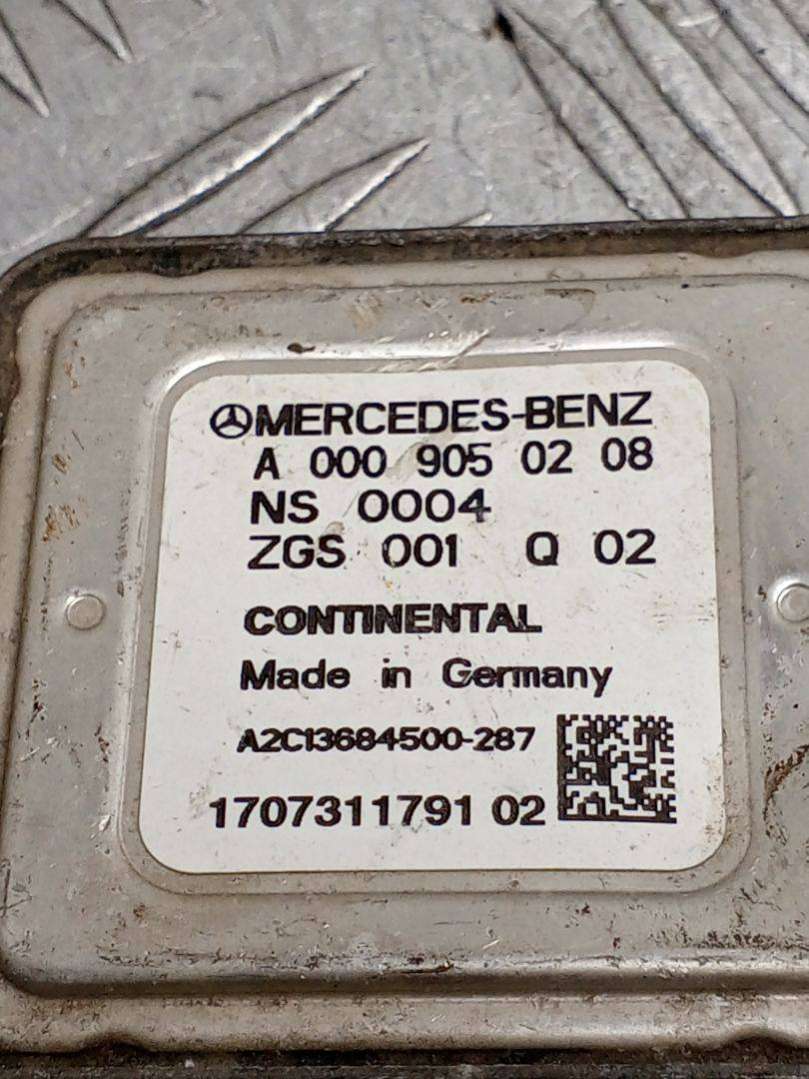 MERCEDES-BENZ
A 000 905 02 08
NS 0004
ZGS 001 Q 02
CONTINENTAL
Made in Germany
A2C13684500-287
1707311791 02